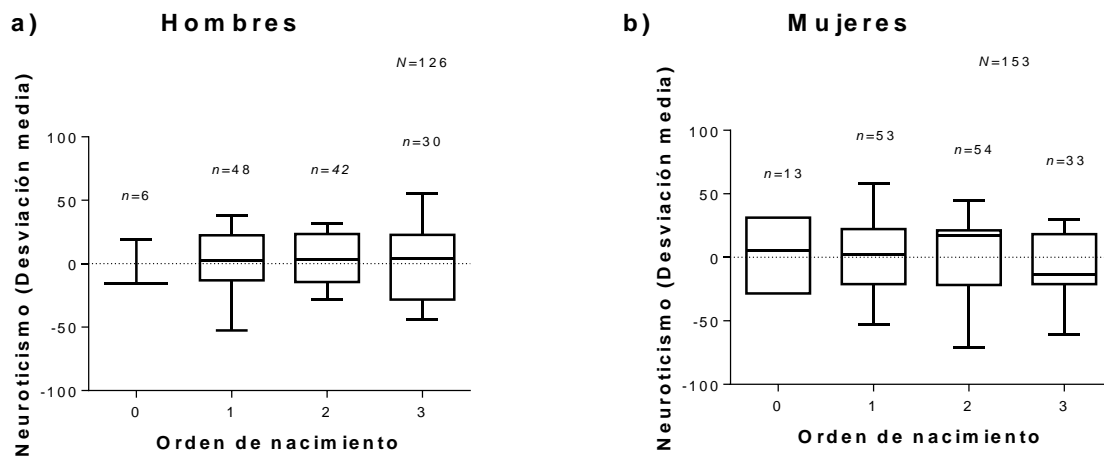 a) Hombres
N=126
n=30
n=48
n=42
n=6
Neuroticismo (Desviación media)
100
50
0
-50
-100
0 1 2 3
Orden de nacimiento
b) Mujeres
N=153
n=53
n=54
n=33
n=13
Neuroticismo (Desviación media)
100
50
0
-50
-100
0 1 2 3
Orden de nacimiento